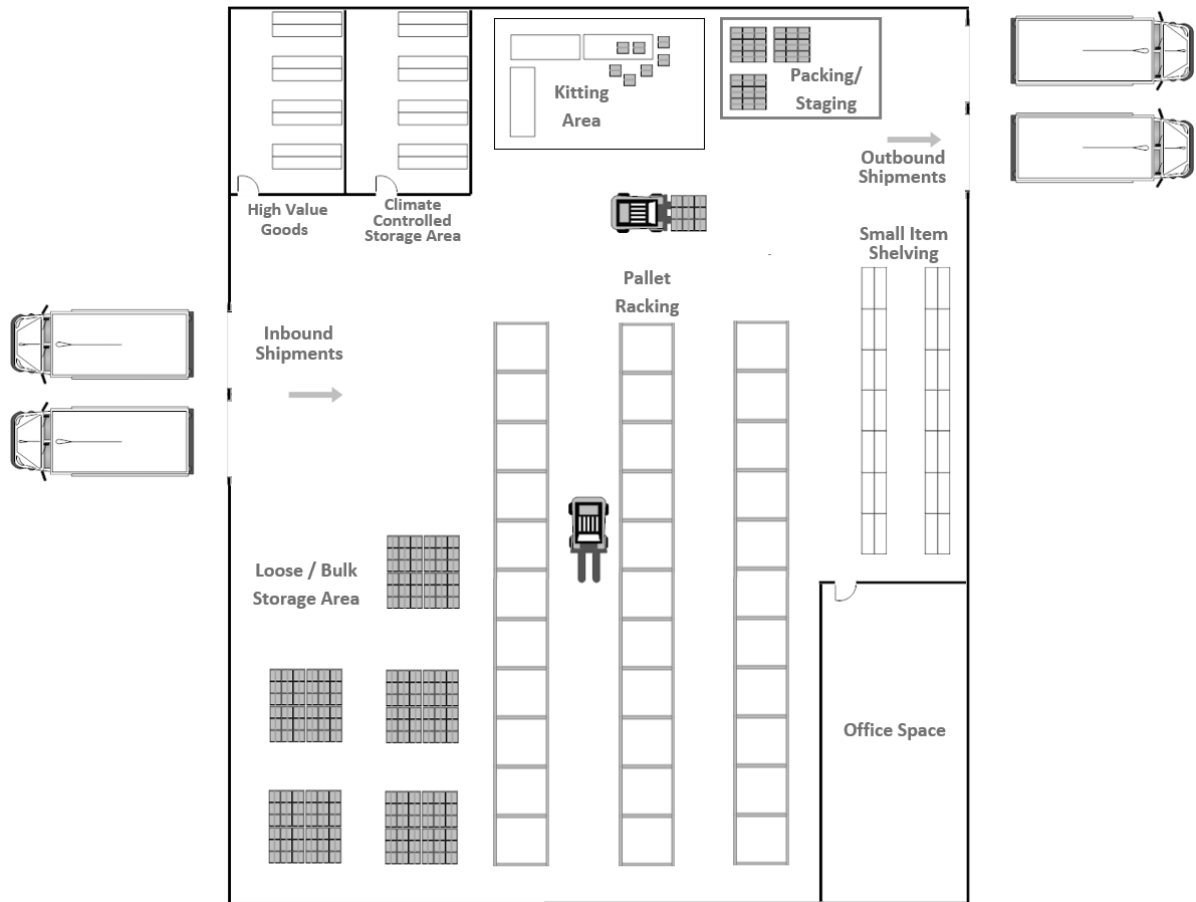 Kitting
Area
Packing/
Staging
Outbound
Shipments
High Value
Goods
Climate
Controlled
Storage Area
Small Item
Shelving
Pallet
Racking
Inbound
Shipments
Loose / Bulk
Storage Area
Office Space